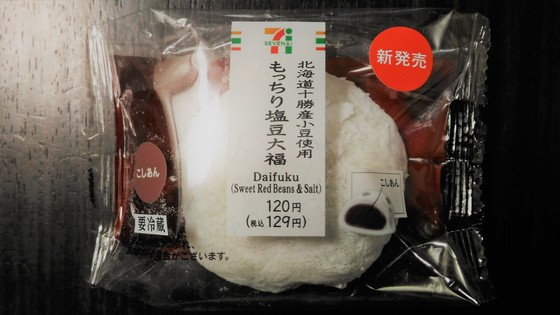 SEVEN&i
新発売
北海道十勝産小豆使用
もっちり塩豆大福
Daifuku
(Sweet Red Beans & Salt)
120円
(税込129円)
こしあん
こしあん
要冷蔵
合がございます。